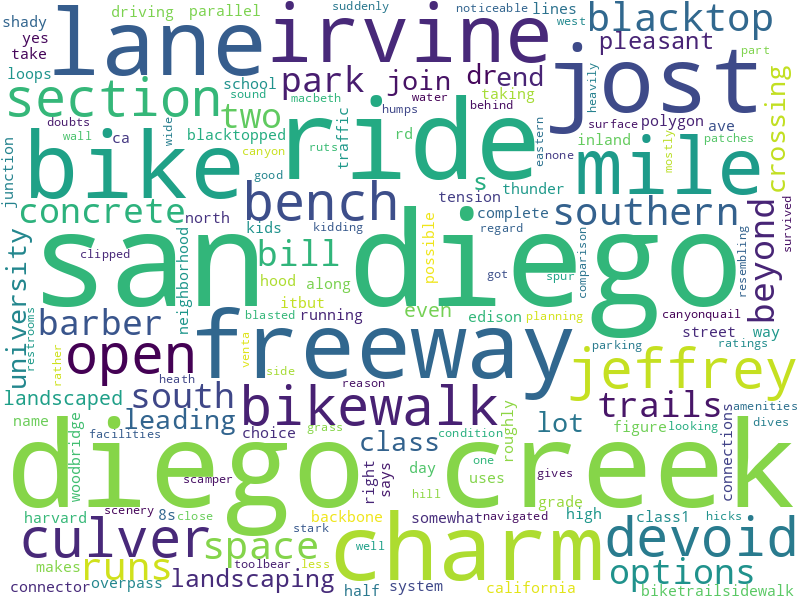 suddenly noticeable lines
driving parallel west blacktop
shady irvine
yes lane pleasant
take
loops school park join drend jost
section sound macbeth behind heavily part
two humps taking surface polygon
doubts water rd none ave patches
wall ca blacktopped traffic eastern mostly crossing
wide canyon ruts inland
junction good ride mile
bike bench s thunder
tension
concrete north complete southern
kids kidding regard
university neighborhood san diego beyond
clipped bill possible got comparison resembling survived
hood along spur
itbut even canyonquail
restrooms barber blasted running edison planning street way
rather open venta freeway parking ratings
side jeffrey
heath reason
landscaped south bikewalk trails
name leading choice grass roughly lot figure looking amenities
woodbridge facilities class condition connections dives
diego creek
scamper day one uses gives
right says hill
harvard scenery 8s backbone somewhat navigated high grade class1 hicks
culver close stark devoid
space charm
makes runs toolbear less well options
connector overpass landscaping half system california biketrailsidewalk